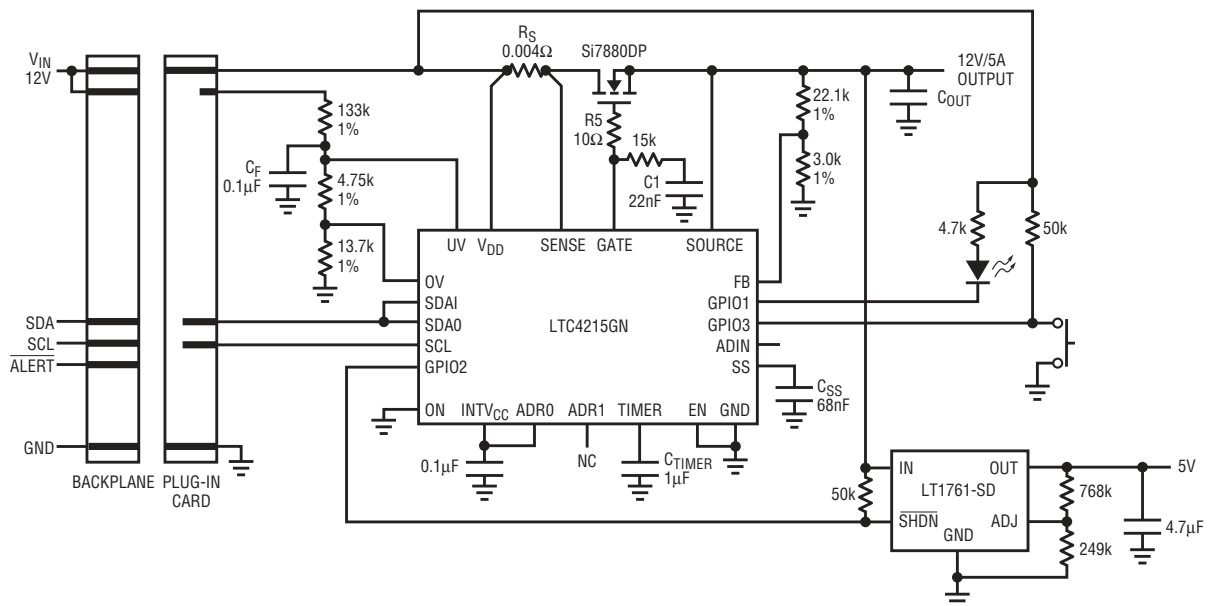 V_IN
12V
R_S
0.004Ω
Si7880DP
12V/5A
OUTPUT
C_OUT
133k
1%
C_F
0.1µF
4.75k
1%
13.7k
1%
R5
10Ω
15k
C1
22nF
22.1k
1%
3.0k
1%
4.7k
50k
UV
V_DD
SENSE
GATE
SOURCE
OV
SDAI
SDA0
SCL
GPIO2
LTC4215GN
FB
GPIO1
GPIO3
ADIN
SS
ON
INTV_CC
ADR0
ADR1
TIMER
EN
GND
SDA
SCL
ALERT
GND
BACKPLANE
PLUG-IN
CARD
0.1µF
NC
C_TIMER
1µF
C_SS
68nF
50k
IN
OUT
LT1761-SD
SHDN
ADJ
GND
5V
768k
249k
4.7µF